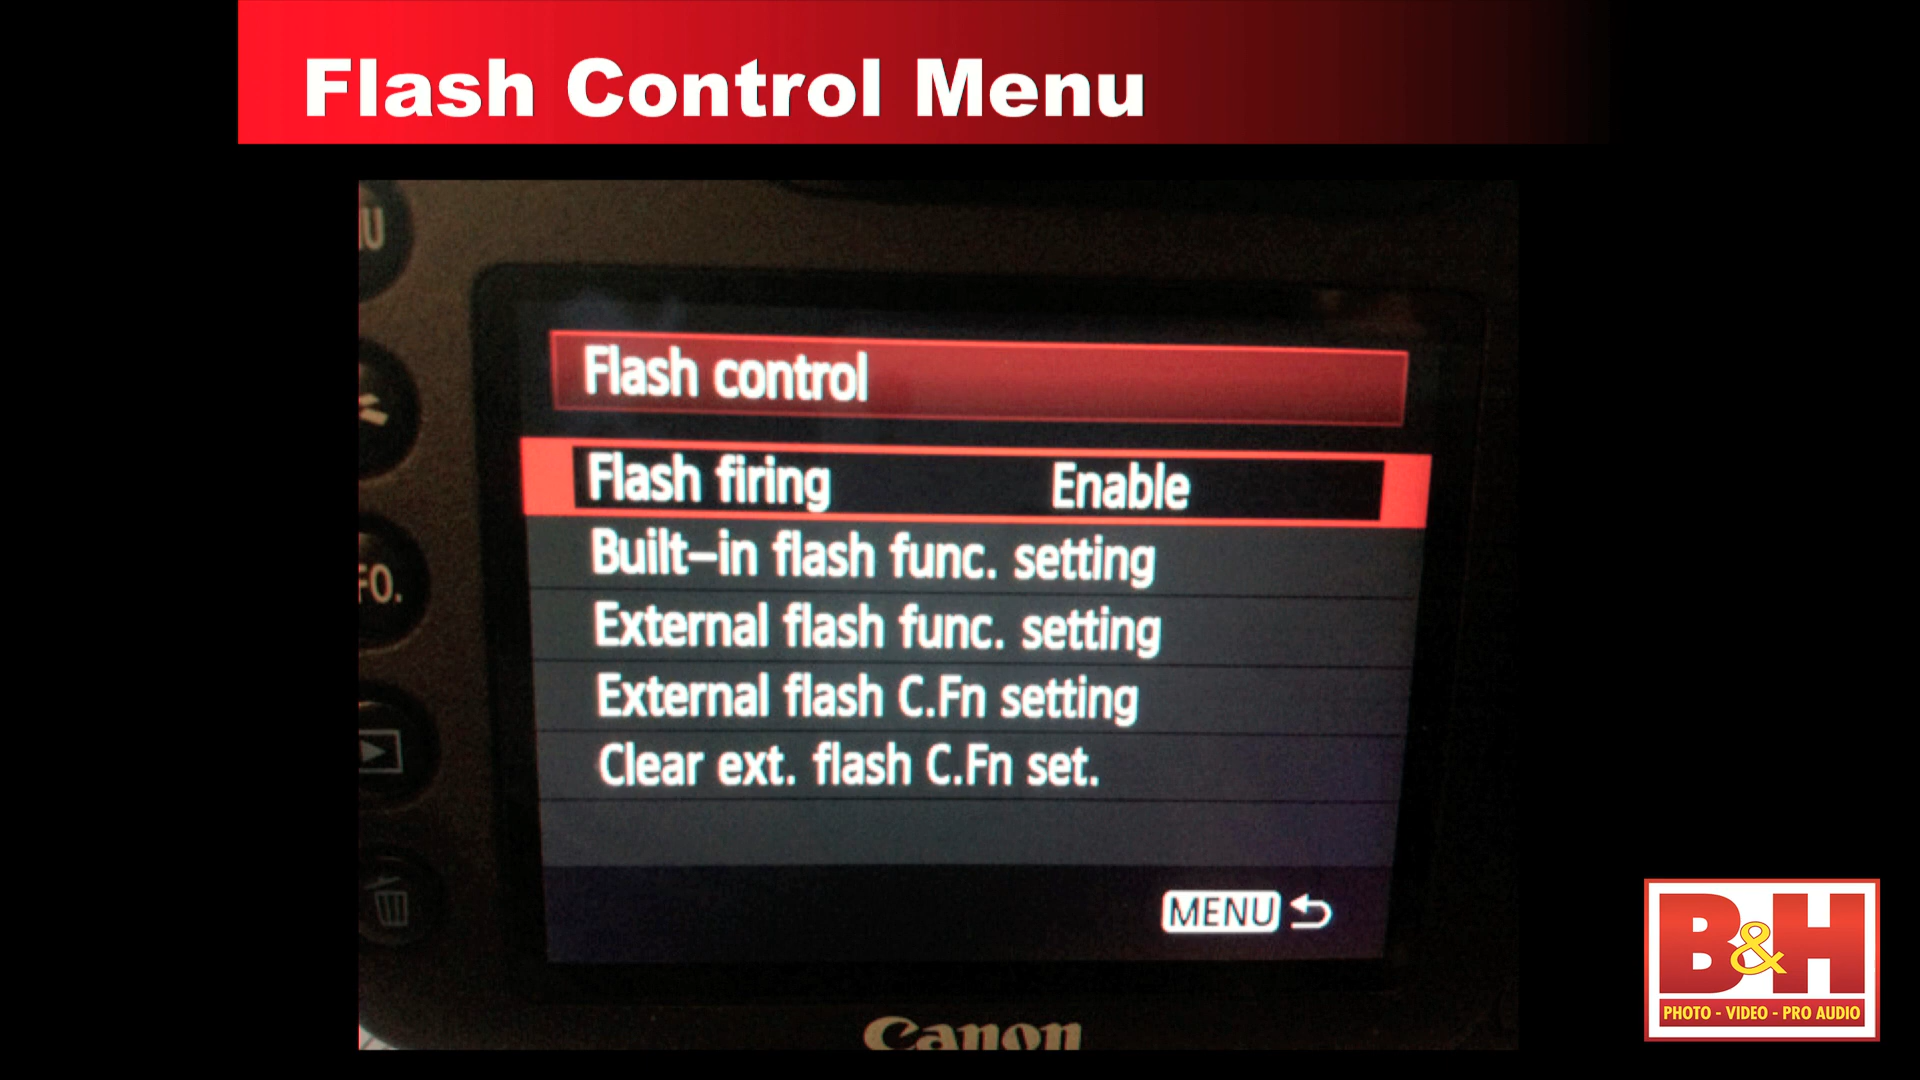 Flash Control Menu
Flash control
Flash firing Enable
Built-in flash func. setting
External flash func. setting
External flash C.Fn setting
Clear ext. flash C.Fn set.
MENU
Canon
B&H
PHOTO - VIDEO - PRO AUDIO